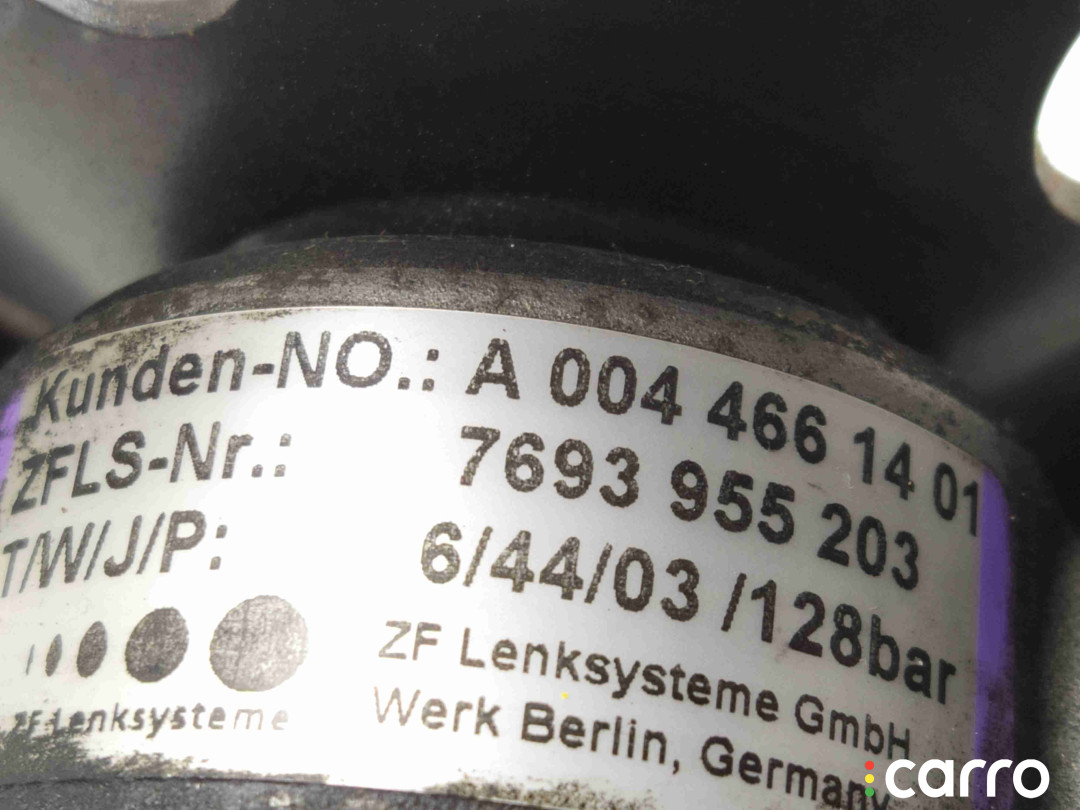 Kunden-NO.: A 004 466 14 01
ZFLS-Nr.: 7693 955 203
T/W/J/P: 6/44/03 /128bar
ZF Lenksysteme
ZF Lenksysteme GmbH
Werk Berlin, Germany
carro